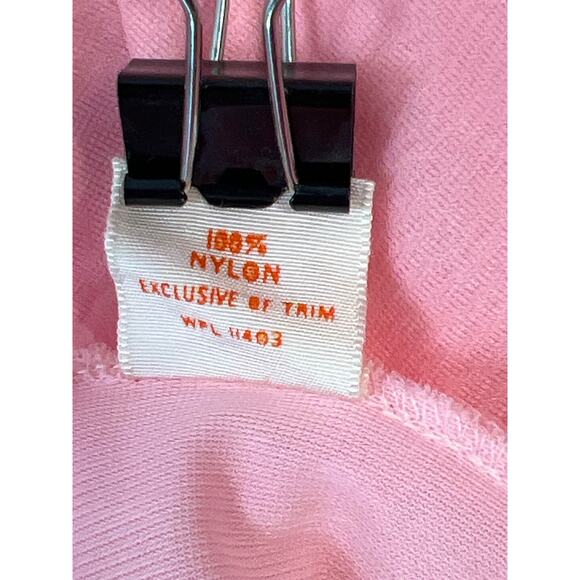 100%
NYLON
EXCLUSIVE OF TRIM
WPL 11403